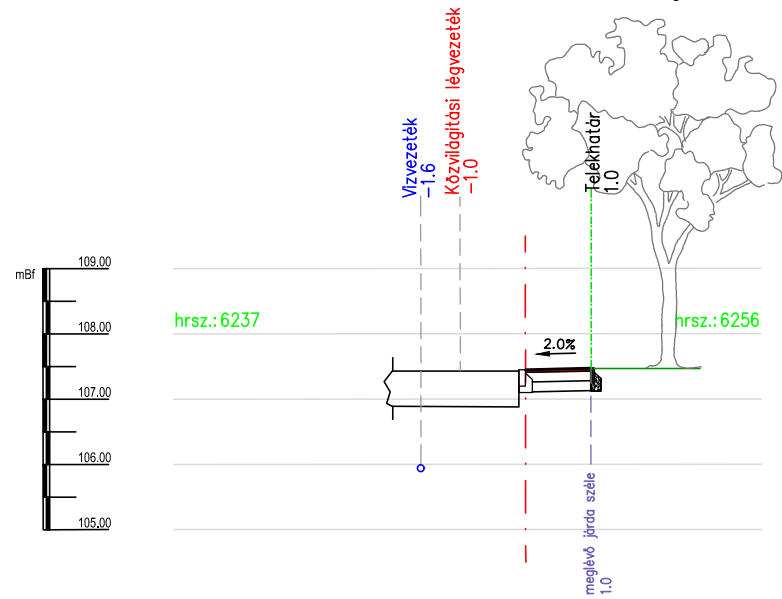 Vízvezeték
-1.6
Közvilágítási légvezeték
-1.0
Telekhatár
1.0
mBf
109.00
108.00
107.00
106.00
105.00
hrsz.:6237
hrsz.:6256
2.0%
meglévő járda széle
1.0